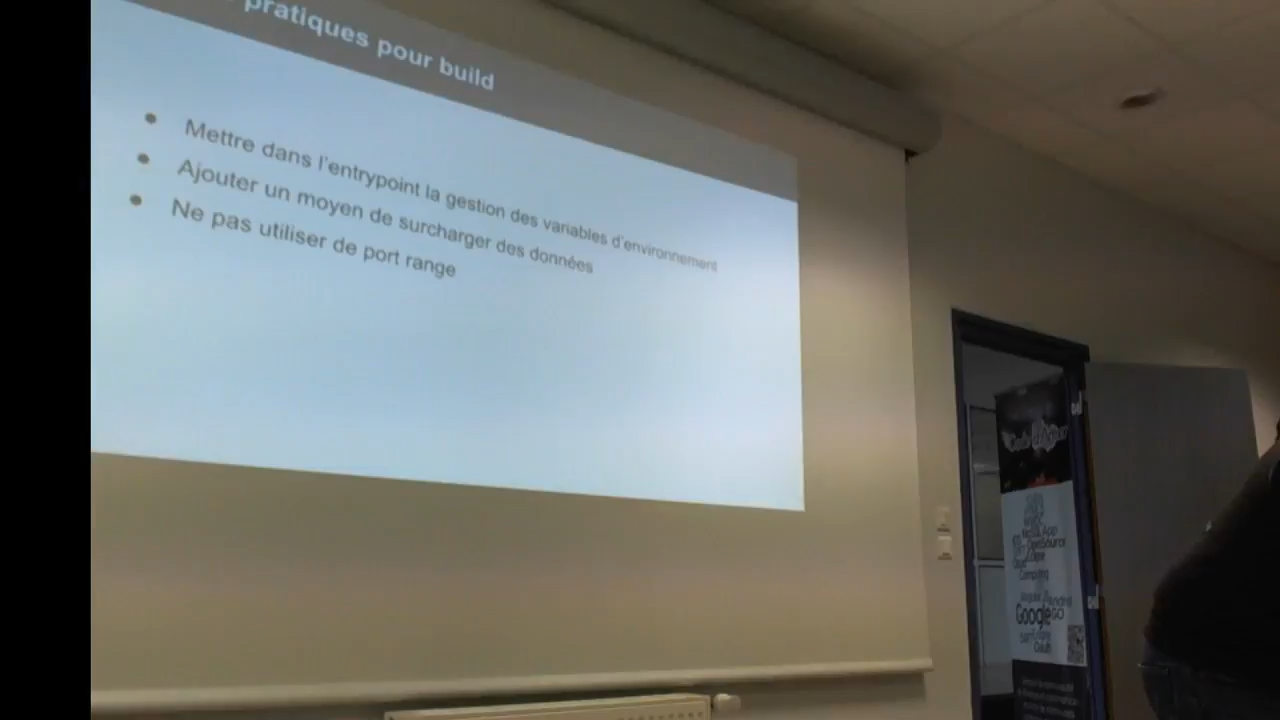 pratiques pour build
Mettre dans l'entrypoint la gestion des variables d'environnement
Ajouter un moyen de surcharger des données
Ne pas utiliser de port range
Google